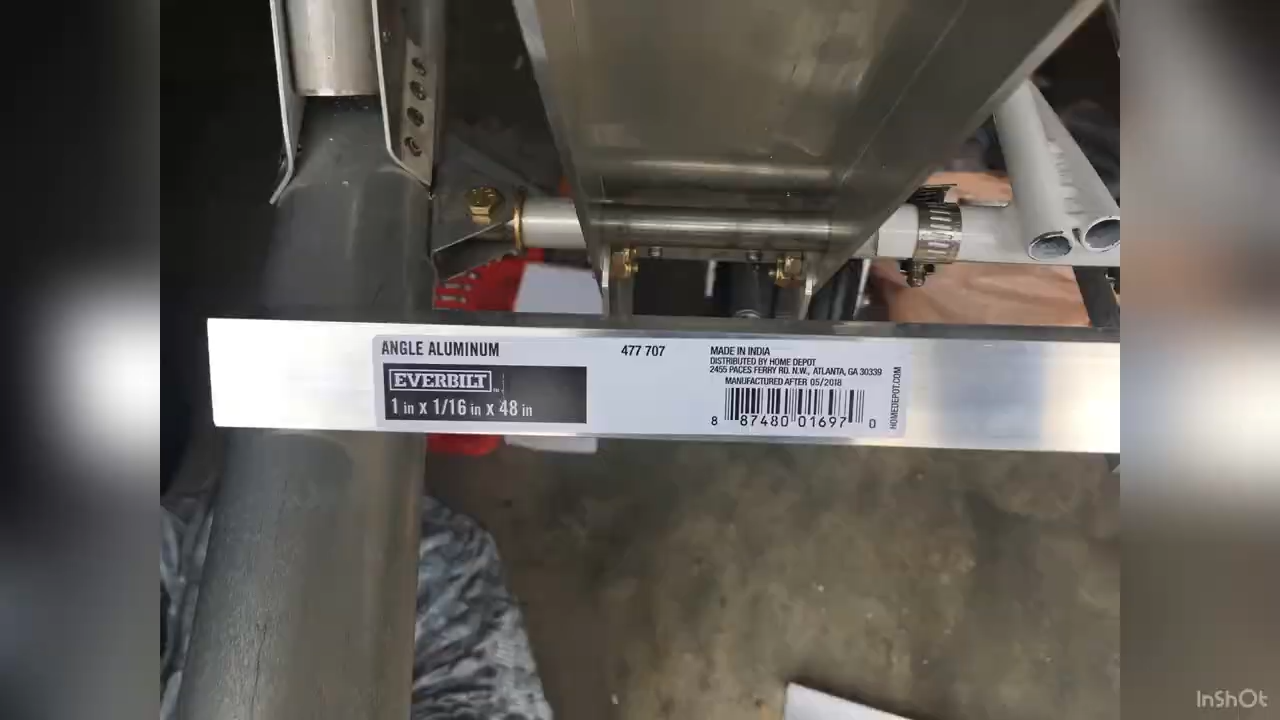 ANGLE ALUMINUM
EVERBILT™
1 in x 1/16 in x 48 in
477 707
MADE IN INDIA
DISTRIBUTED BY HOME DEPOT
2455 PACES FERRY RD. N.W., ATLANTA, GA 30339
MANUFACTURED AFTER 05/2018
8 87480 01697 0
HOMEDEPOT.COM
InShOt